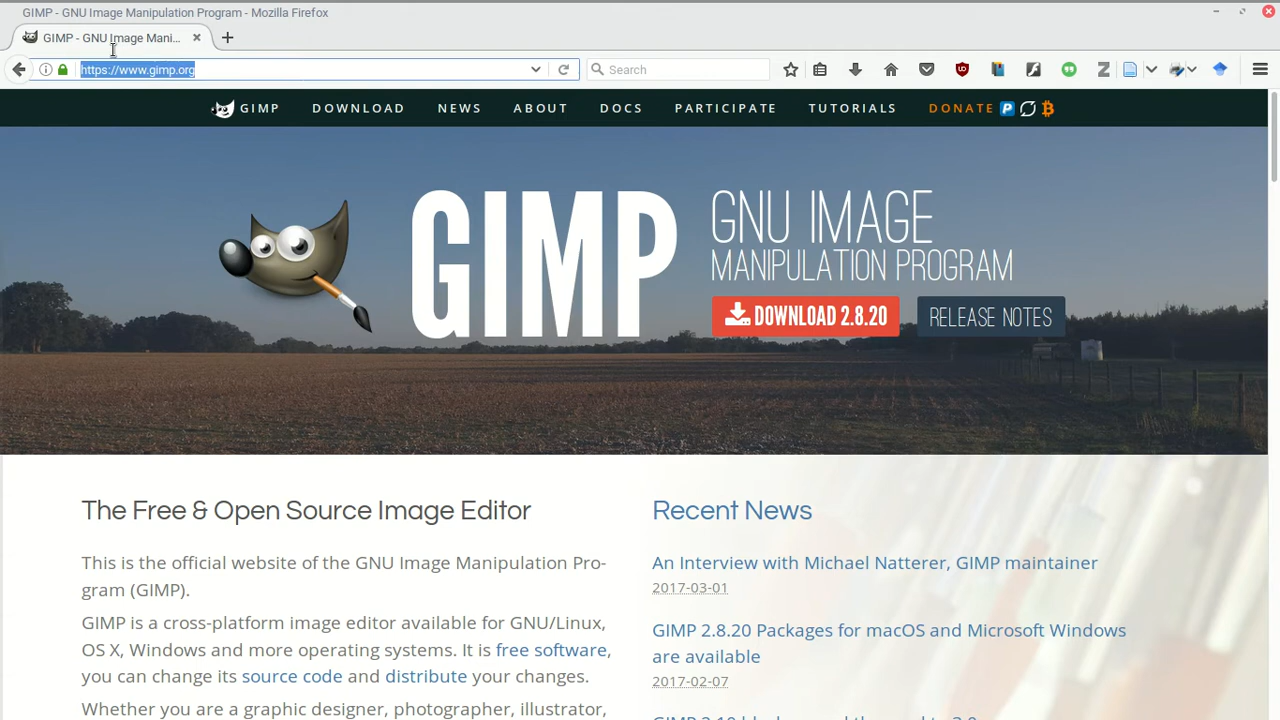 GIMP - GNU Image Manipulation Program - Mozilla Firefox
GIMP - GNU Image Mani...
https://www.gimp.org
Search
GIMP DOWNLOAD NEWS ABOUT DOCS PARTICIPATE TUTORIALS DONATE
GIMP
GNU IMAGE
MANIPULATION PROGRAM
DOWNLOAD 2.8.20
RELEASE NOTES
The Free & Open Source Image Editor
This is the official website of the GNU Image Manipulation Pro-
gram (GIMP).
GIMP is a cross-platform image editor available for GNU/Linux,
OS X, Windows and more operating systems. It is free software,
you can change its source code and distribute your changes.
Whether you are a graphic designer, photographer, illustrator,
Recent News
An Interview with Michael Natterer, GIMP maintainer
2017-03-01
GIMP 2.8.20 Packages for macOS and Microsoft Windows
are available
2017-02-07